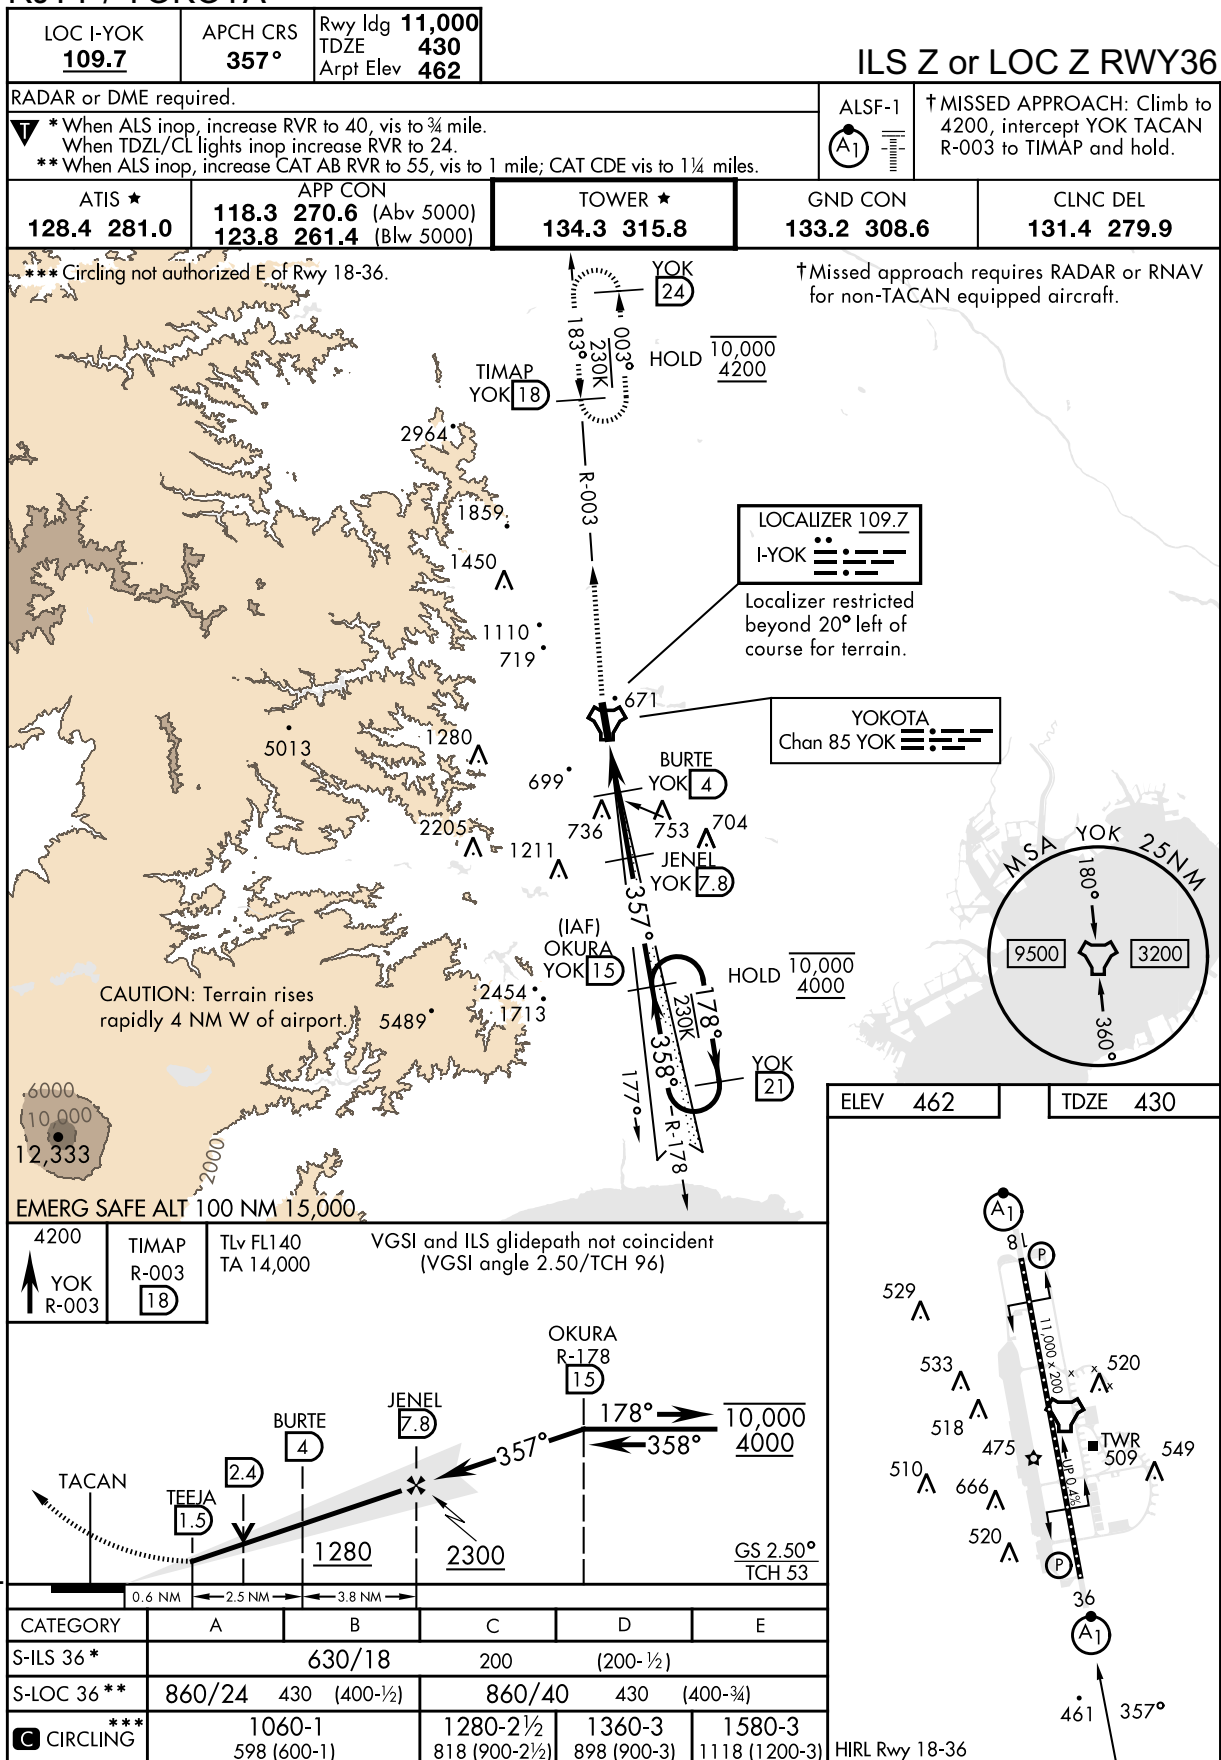 LOC I-YOK
109.7
APCH CRS
357°
Rwy ldg 11,000
TDZE 430
Arpt Elev 462
ILS Z or LOC Z RWY36
RADAR or DME required.
T * When ALS inop, increase RVR to 40, vis to ¾ mile.
When TDZL/CL lights inop increase RVR to 24.
** When ALS inop, increase CAT AB RVR to 55, vis to 1 mile; CAT CDE vis to 1¼ miles.
ALSF-1
A1
† MISSED APPROACH: Climb to
4200, intercept YOK TACAN
R-003 to TIMAP and hold.
ATIS ★
128.4 281.0
APP CON
118.3 270.6 (Abv 5000)
123.8 261.4 (Blw 5000)
TOWER ★
134.3 315.8
GND CON
133.2 308.6
CLNC DEL
131.4 279.9
*** Circling not authorized E of Rwy 18-36.
†Missed approach requires RADAR or RNAV
for non-TACAN equipped aircraft.
YOK
24
183°
230K
003°
HOLD
10,000
4200
TIMAP
YOK 18
2964
R-003
1859
1450
1110
719
LOCALIZER 109.7
I-YOK
Localizer restricted
beyond 20° left of
course for terrain.
671
YOKOTA
Chan 85 YOK
5013
1280
699
BURTE
YOK 4
736
753
704
2205
1211
JENEL
YOK 7.8
357°
(IAF)
OKURA
YOK 15
HOLD
10,000
4000
178°
230K
358°
177°
R-178
YOK
21
2454
1713
5489
CAUTION: Terrain rises
rapidly 4 NM W of airport.
MSA YOK 25NM
180°
9500
3200
360°
6000
10,000
12,333
2000
EMERG SAFE ALT 100 NM 15,000
ELEV 462
TDZE 430
4200
YOK
R-003
TIMAP
R-003
18
TLv FL140
TA 14,000
VGSI and ILS glidepath not coincident
(VGSI angle 2.50/TCH 96)
OKURA
R-178
15
178°
358°
10,000
4000
JENEL
7.8
357°
BURTE
4
2.4
TEEJA
1.5
TACAN
1280
2300
GS 2.50°
TCH 53
0.6 NM
2.5 NM
3.8 NM
A1
18
P
529
11,000 x 200
533
520
518
475
TWR
509
549
510
666
UP 0.4%
520
P
36
A1
461
357°
HIRL Rwy 18-36
CATEGORY A B C D E
S-ILS 36 * 630/18 200 (200-½)
S-LOC 36 ** 860/24 430 (400-½) 860/40 430 (400-¾)
C CIRCLING *** 1060-1 1280-2½ 1360-3 1580-3
598 (600-1) 818 (900-2½) 898 (900-3) 1118 (1200-3)